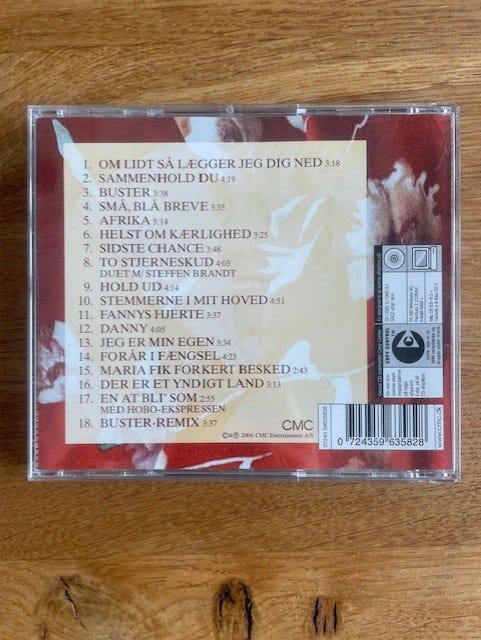 1. OM LIDT SÅ LÆGGER JEG DIG NED 3:18
2. SAMMENHOLD DU 4:19
3. BUSTER 3:38
4. SMÅ, BLÅ BREVE 3:35
5. AFRIKA 5:14
6. HELST OM KÆRLIGHED 3:25
7. SIDSTE CHANCE 3:48
8. TO STJERNESKUD 4:03
DUET M/ STEFFEN BRANDT
9. HOLD UD 4:14
10. STEMMERNE I MIT HOVED 4:51
11. FANNYS HJERTE 3:37
12. DANNY 4:05
13. JEG ER MIN EGEN 3:34
14. FORÅR I FÆNGSEL 4:23
15. MARIA FIK FORKERT BESKED 2:43
16. DER ER ET YNDIGT LAND 3:13
17. EN AT BLI' SOM 2:55
MED HOBO-EKSPRESSEN
18. BUSTER-REMIX 3:37
CMC
©&℗ 2004, CMC Entertainment A/S
COPY CONTROL
0 724359 635828
www.cmc.dk